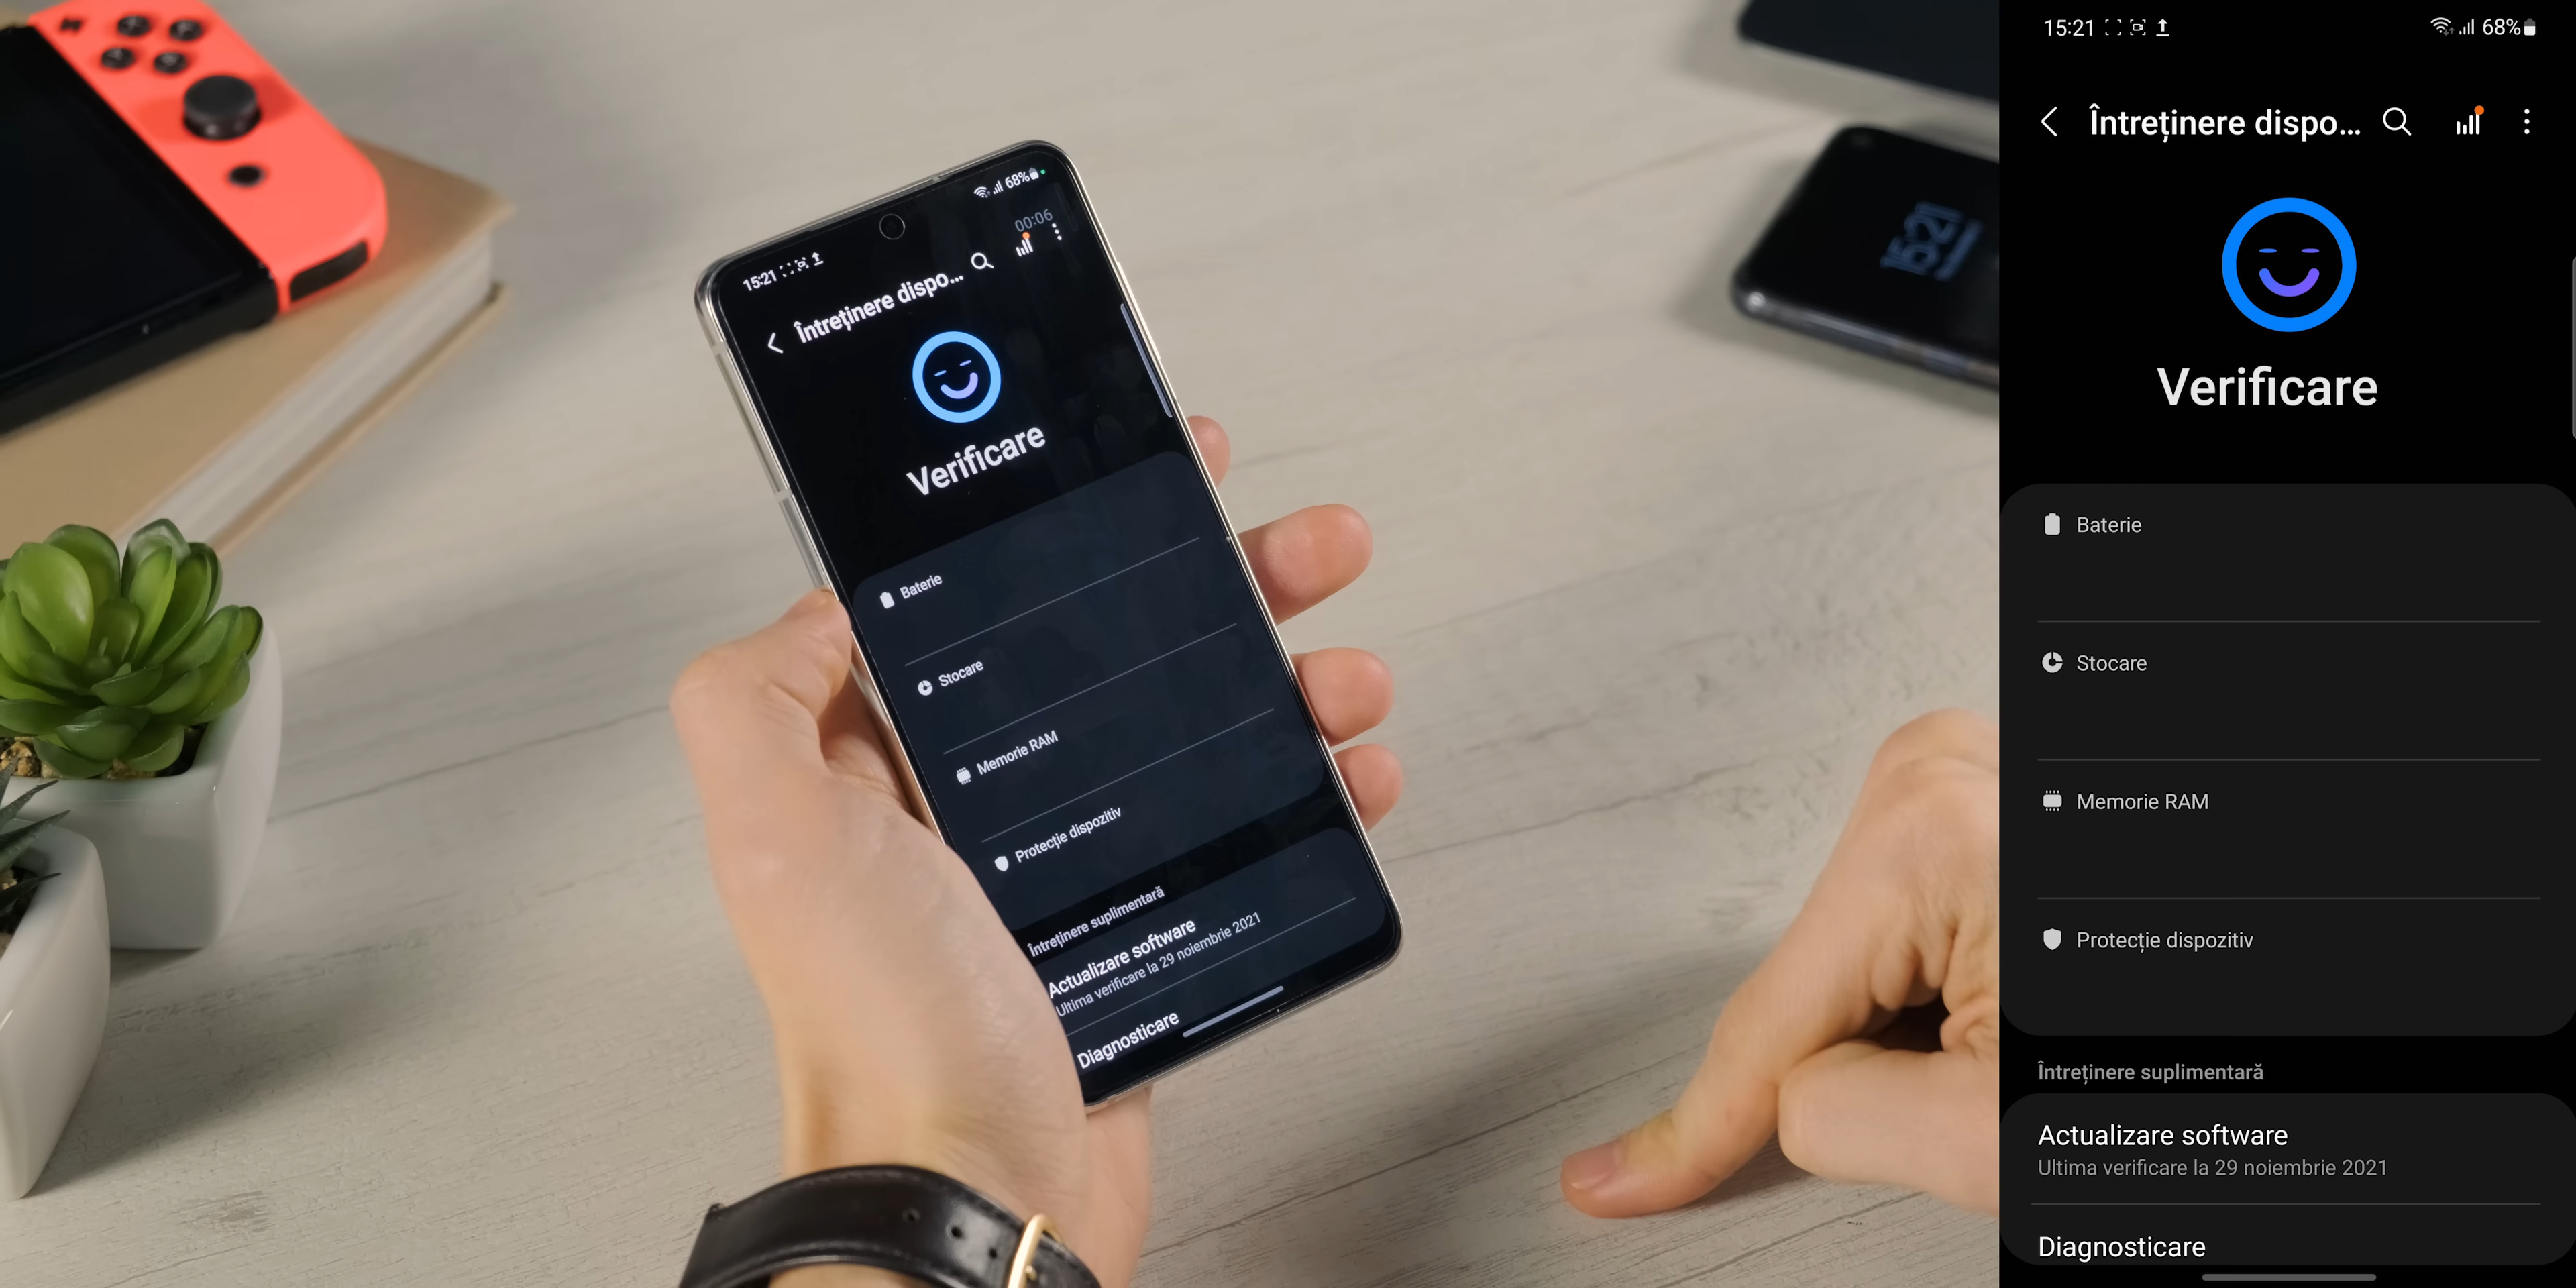 15:21
68%
00:06
Întreținere dispo...
Verificare
Baterie
Stocare
Memorie RAM
Protecție dispozitiv
Întreținere suplimentară
Actualizare software
Ultima verificare la 29 noiembrie 2021
Diagnosticare
15:21
15:21
68%
Întreținere dispo...
Verificare
Baterie
Stocare
Memorie RAM
Protecție dispozitiv
Întreținere suplimentară
Actualizare software
Ultima verificare la 29 noiembrie 2021
Diagnosticare